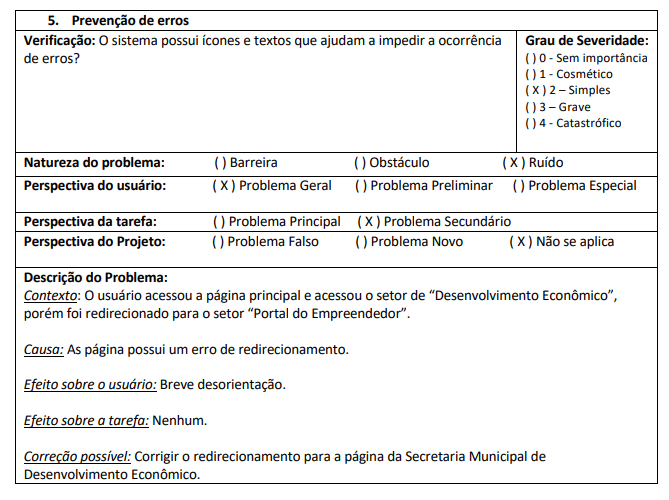 5. Prevenção de erros
Verificação: O sistema possui ícones e textos que ajudam a impedir a ocorrência
de erros?
Grau de Severidade:
( ) 0 - Sem importância
( ) 1 - Cosmético
( X ) 2 – Simples
( ) 3 – Grave
( ) 4 - Catastrófico
Natureza do problema: ( ) Barreira ( ) Obstáculo ( X ) Ruído
Perspectiva do usuário: ( X ) Problema Geral ( ) Problema Preliminar ( ) Problema Especial
Perspectiva da tarefa: ( ) Problema Principal ( X ) Problema Secundário
Perspectiva do Projeto: ( ) Problema Falso ( ) Problema Novo ( X ) Não se aplica
Descrição do Problema:
Contexto: O usuário acessou a página principal e acessou o setor de “Desenvolvimento Econômico”,
porém foi redirecionado para o setor “Portal do Empreendedor”.
Causa: As página possui um erro de redirecionamento.
Efeito sobre o usuário: Breve desorientação.
Efeito sobre a tarefa: Nenhum.
Correção possível: Corrigir o redirecionamento para a página da Secretaria Municipal de
Desenvolvimento Econômico.